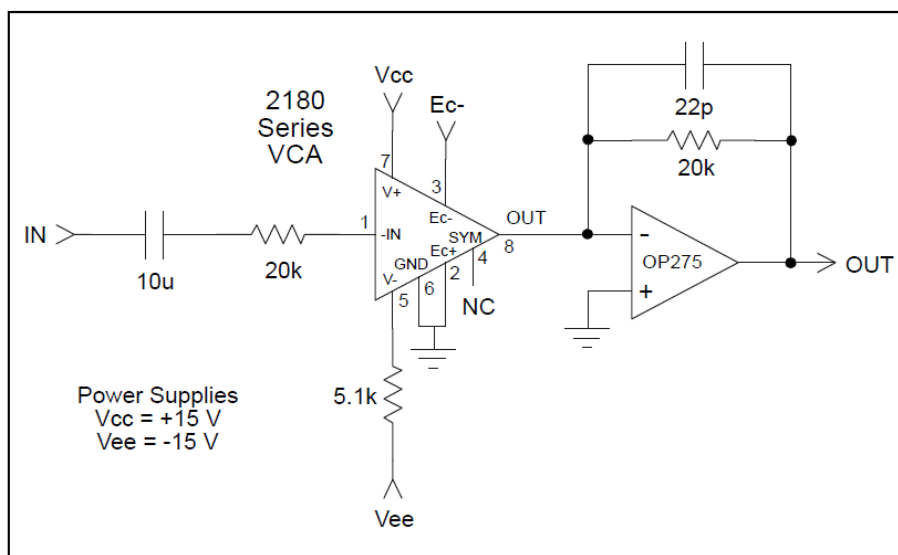 Vcc
2180
Series
VCA
Ec-
22p
20k
7
V+
3
Ec-
IN
1
-IN
OUT
8
SYM
4
Ec+
2
GND
6
V-
5
NC
10u
20k
-
OP275
+
OUT
5.1k
Power Supplies
Vcc = +15 V
Vee = -15 V
Vee